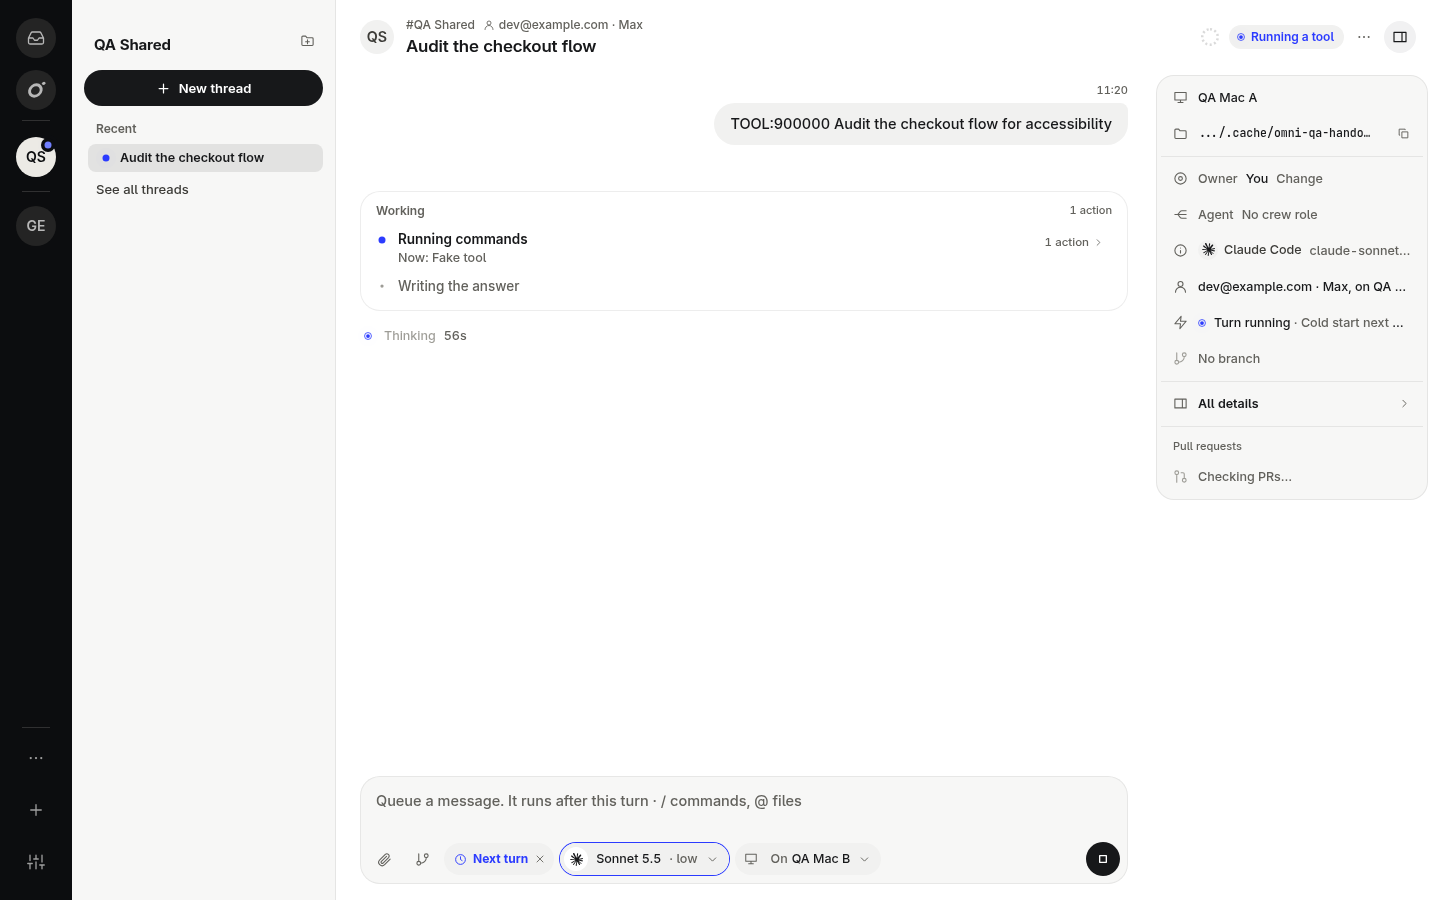 QS
GE
QA Shared
New thread
Recent
Audit the checkout flow
See all threads
QS
#QA Shared dev@example.com · Max
Audit the checkout flow
Running a tool
11:20
TOOL:900000 Audit the checkout flow for accessibility
Working
1 action
Running commands
1 action
Now: Fake tool
Writing the answer
Thinking 56s
Queue a message. It runs after this turn · / commands, @ files
Next turn
Sonnet 5.5 · low
On QA Mac B
QA Mac A
.../.cache/omni-qa-hando…
Owner You Change
Agent No crew role
Claude Code claude-sonnet...
dev@example.com · Max, on QA ...
Turn running · Cold start next ...
No branch
All details
Pull requests
Checking PRs...